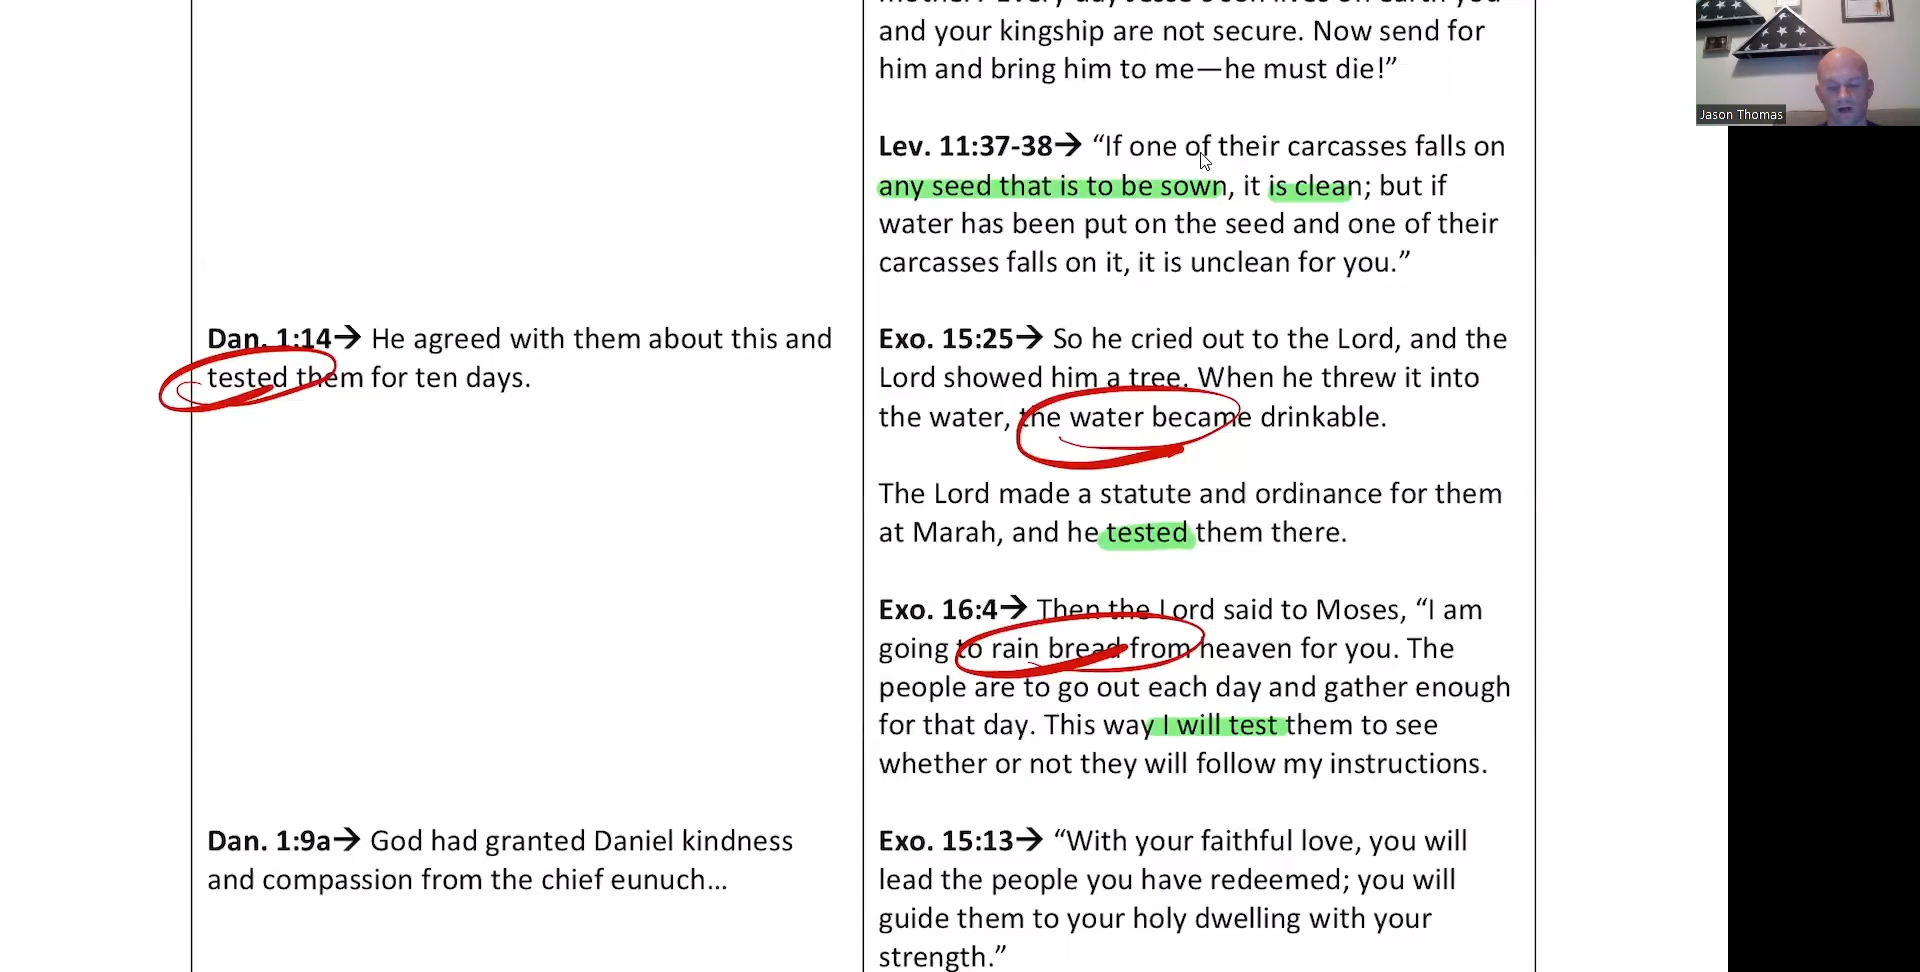 and your kingship are not secure. Now send for
him and bring him to me—he must die!”
Lev. 11:37-38→ “If one of their carcasses falls on
any seed that is to be sown, it is clean; but if
water has been put on the seed and one of their
carcasses falls on it, it is unclean for you.”
Dan. 1:14→ He agreed with them about this and
tested them for ten days.
Exo. 15:25→ So he cried out to the Lord, and the
Lord showed him a tree. When he threw it into
the water, the water became drinkable.
The Lord made a statute and ordinance for them
at Marah, and he tested them there.
Exo. 16:4→ Then the Lord said to Moses, “I am
going to rain bread from heaven for you. The
people are to go out each day and gather enough
for that day. This way I will test them to see
whether or not they will follow my instructions.
Dan. 1:9a→ God had granted Daniel kindness
and compassion from the chief eunuch...
Exo. 15:13→ “With your faithful love, you will
lead the people you have redeemed; you will
guide them to your holy dwelling with your
strength.”
Jason Thomas